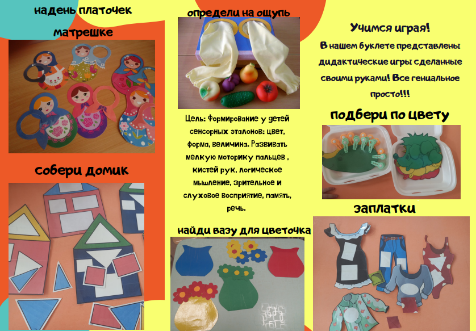 надень платочек
матрешке
собери домик
определи на ощупь
Цель: Формирование у детей
сенсорных эталонов: цвет,
форма, величина. Развивать
мелкую моторику пальцев ,
кистей рук, логическое
мышление, зрительное и
слуховое восприятие, память,
речь.
найди вазу для цветочка
Учимся играя!
В нашем буклете представлены
дидактические игры сделанные
своими руками! Все гениальное
просто!!!
подбери по цвету
заплатки